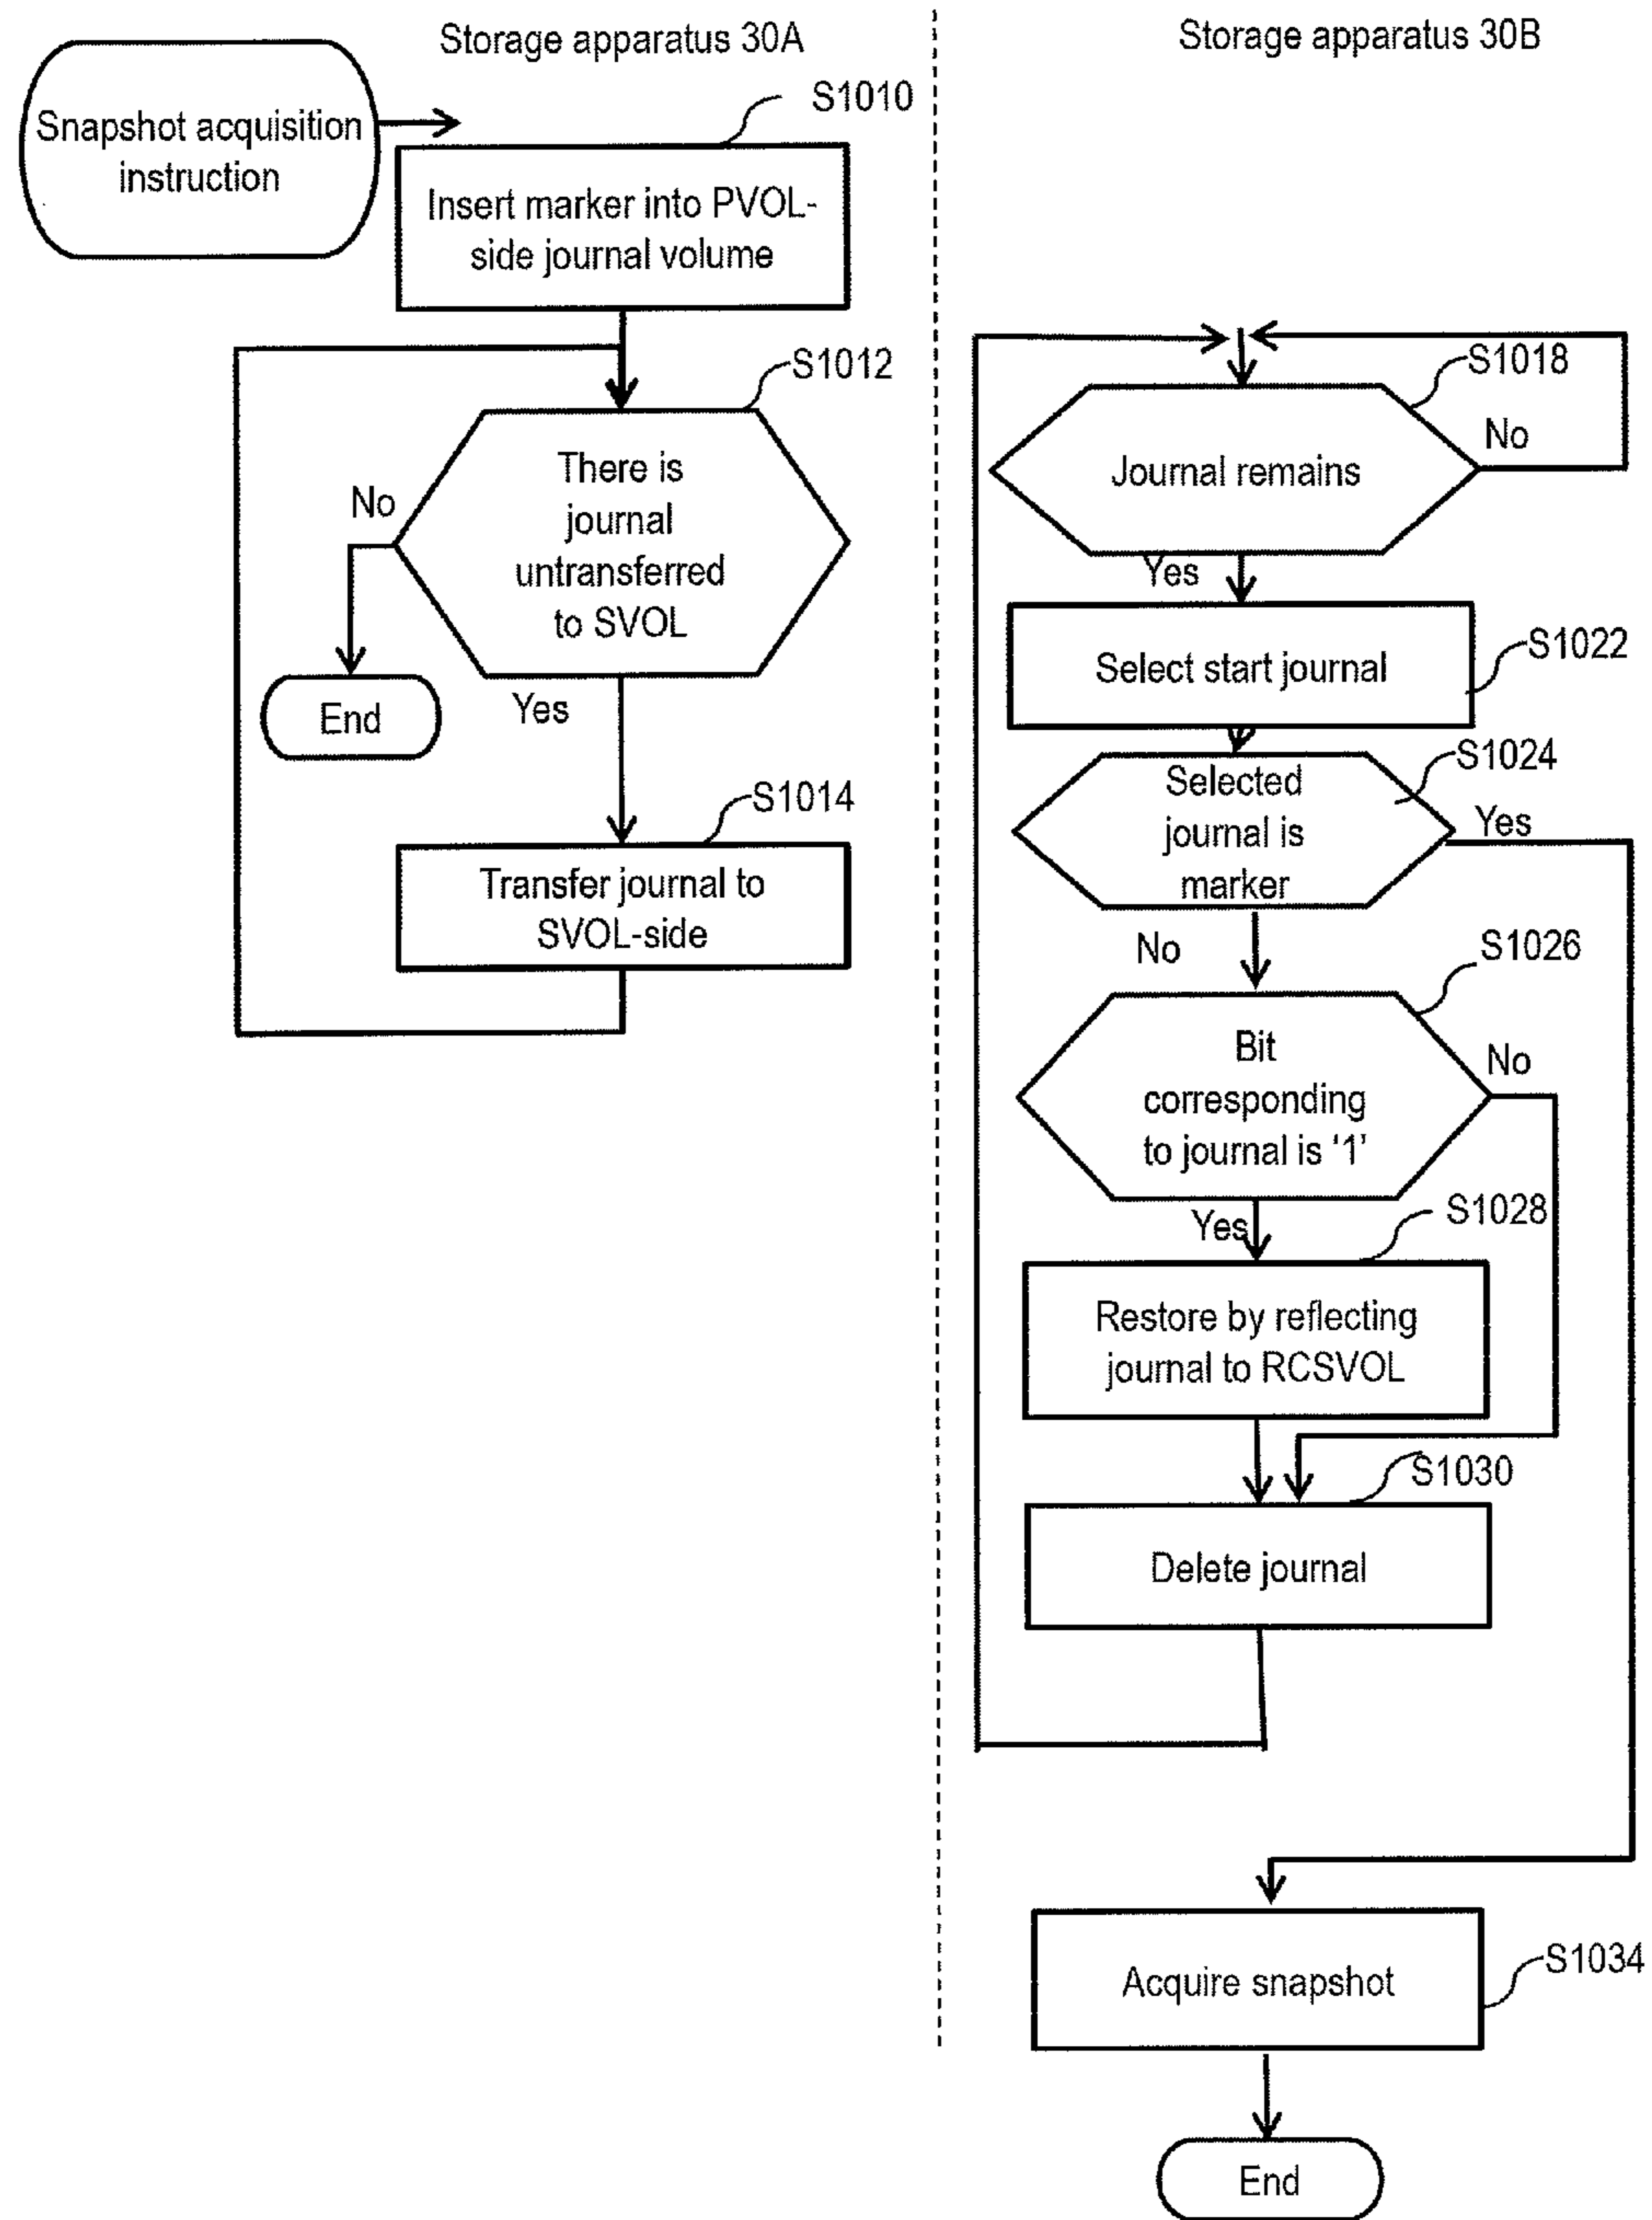 Storage apparatus 30A
Snapshot acquisition
instruction
S1010
Insert marker into PVOL-
side journal volume
S1012
There is
journal
untransferred
to SVOL
No
End
Yes
S1014
Transfer journal to
SVOL-side
Storage apparatus 30B
S1018
Journal remains
No
Yes
S1022
Select start journal
S1024
Selected
journal is
marker
Yes
No
S1026
Bit
corresponding
to journal is ‘1’
No
Yes
S1028
Restore by reflecting
journal to RCSVOL
S1030
Delete journal
S1034
Acquire snapshot
End